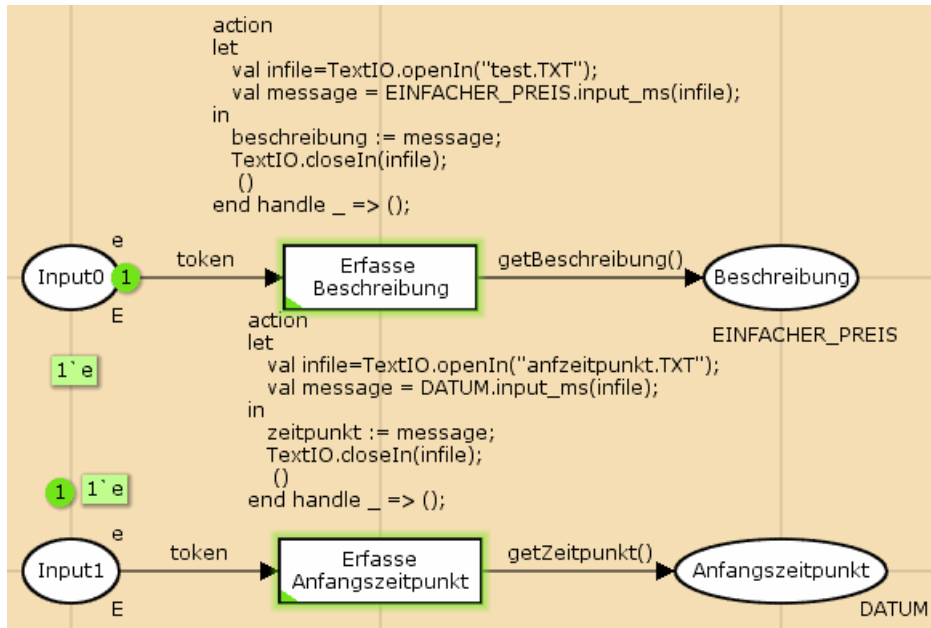 action
let
val infile=TextIO.openIn("test.TXT");
val message = EINFACHER_PREIS.input_ms(infile);
in
beschreibung := message;
TextIO.closeIn(infile);
()
end handle _ => ();
e
Input0
1
token
Erfasse
Beschreibung
getBeschreibung()
Beschreibung
E
EINFACHER_PREIS
1`e
action
let
val infile=TextIO.openIn("anfzeitpunkt.TXT");
val message = DATUM.input_ms(infile);
in
zeitpunkt := message;
TextIO.closeIn(infile);
()
end handle _ => ();
1
1`e
e
Input1
token
Erfasse
Anfangszeitpunkt
getZeitpunkt()
Anfangszeitpunkt
E
DATUM